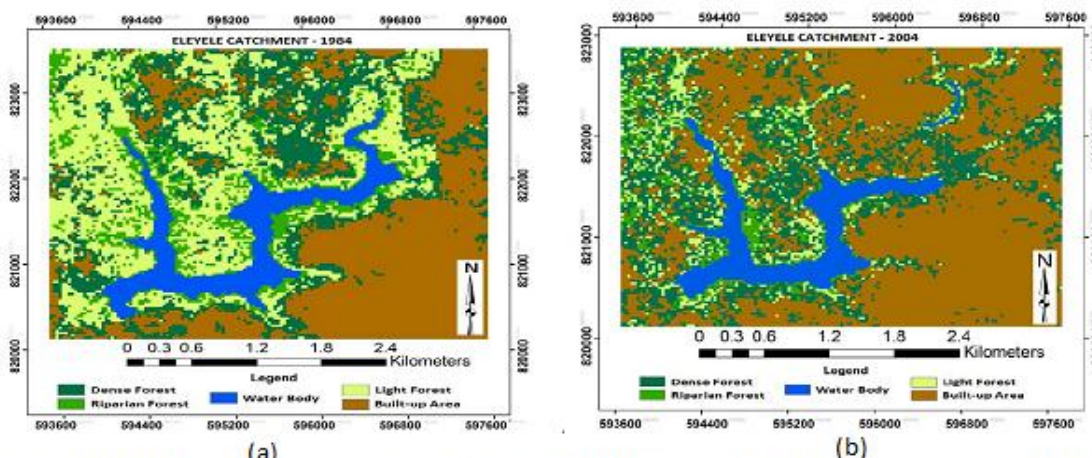 593600 594400 595200 596000 596800 597600
ELEYELE CATCHMENT - 1984
823000
822000
821000
820000
N
0 0.3 0.6 1.2 1.8 2.4
Kilometers
Legend
Dense Forest
Riparian Forest
Water Body
Light Forest
Built-up Area
593600 594400 595200 596000 596800 597600
(a)
593600 594400 595200 596000 596800 597600
ELEYELE CATCHMENT - 2004
823000
822000
821000
820000
N
0 0.3 0.6 1.2 1.8 2.4
Kilometers
Legend
Dense Forest
Riparian Forest
Water Body
Light Forest
Built-up Area
593600 594400 595200 596000 596800 597600
(b)